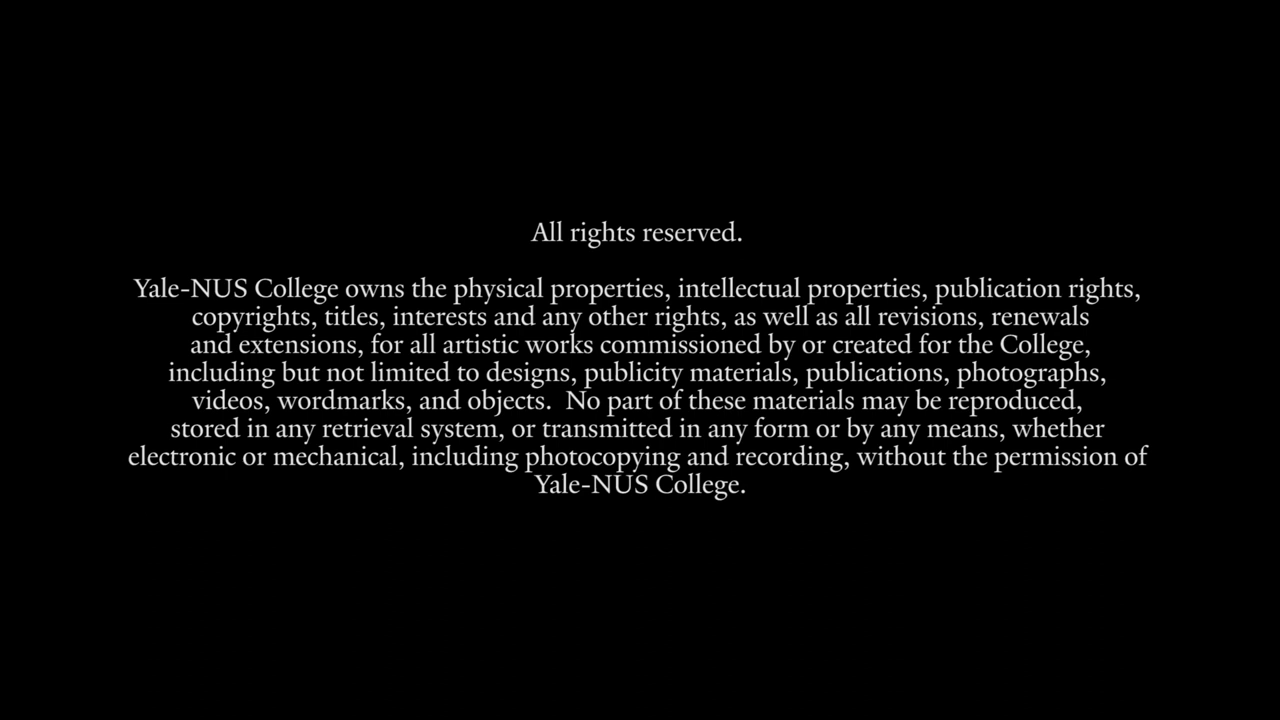 All rights reserved.
Yale-NUS College owns the physical properties, intellectual properties, publication rights,
copyrights, titles, interests and any other rights, as well as all revisions, renewals
and extensions, for all artistic works commissioned by or created for the College,
including but not limited to designs, publicity materials, publications, photographs,
videos, wordmarks, and objects.  No part of these materials may be reproduced,
stored in any retrieval system, or transmitted in any form or by any means, whether
electronic or mechanical, including photocopying and recording, without the permission of
Yale-NUS College.